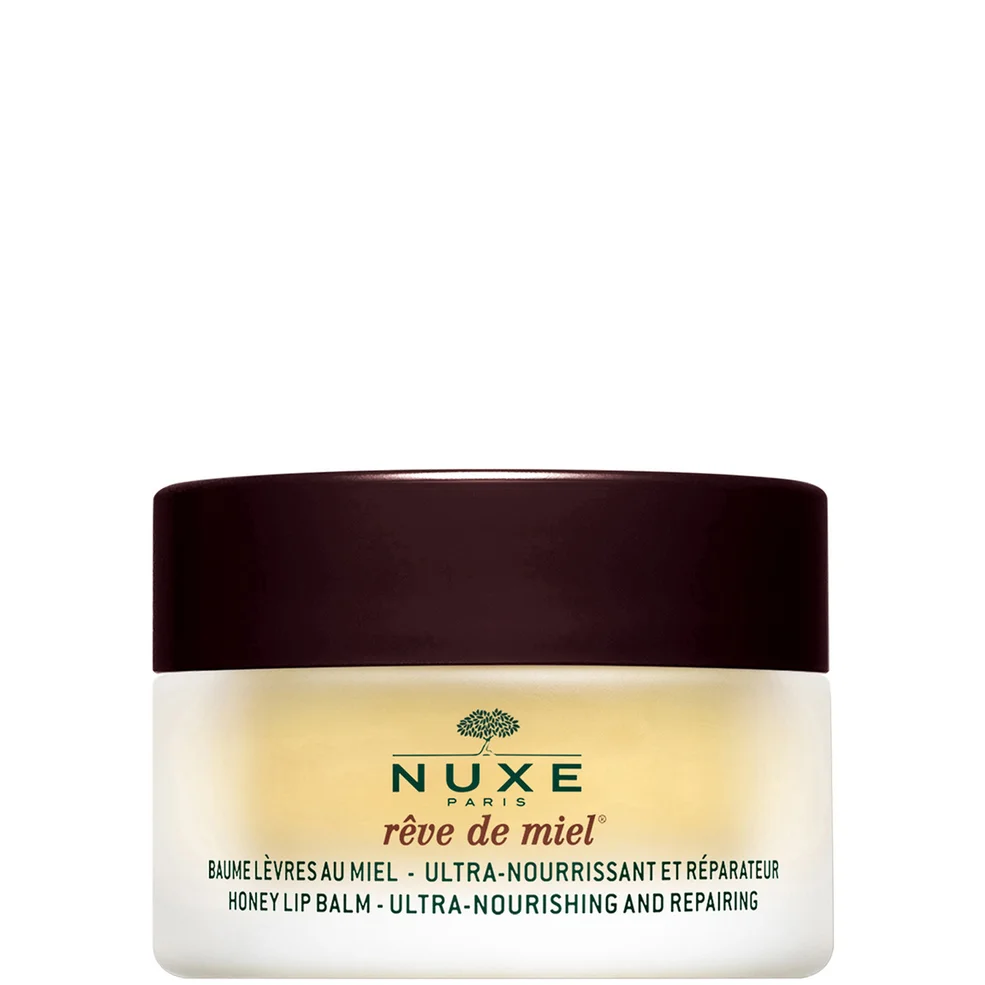 NUXE
PARIS
rêve de miel®
BAUME LÈVRES AU MIEL - ULTRA-NOURRISSANT ET RÉPARATEUR
HONEY LIP BALM - ULTRA-NOURISHING AND REPAIRING